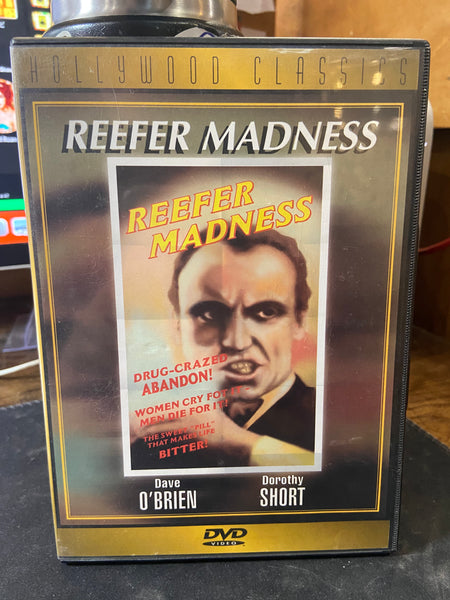 HOLLYWOOD CLASSICS
REEFER MADNESS
REEFER
MADNESS
DRUG-CRAZED
ABANDON!
WOMEN CRY FOR IT
MEN DIE FOR IT!
THE SWEET "PILL"
THAT MAKES LIFE
BITTER!
Dave
O'BRIEN
Dorothy
SHORT
DVD
VIDEO